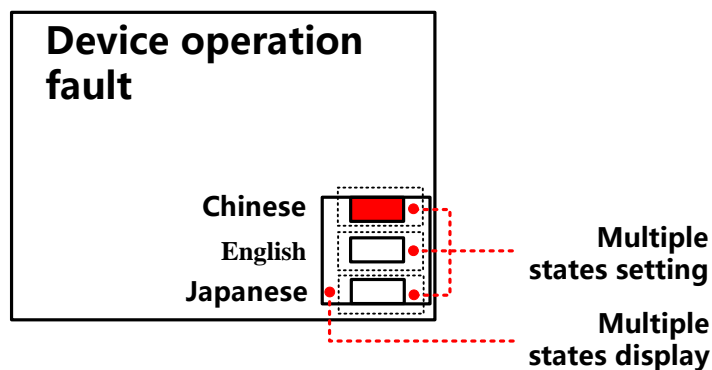 Device operation
fault
Chinese
English
Japanese
Multiple
states setting
Multiple
states display